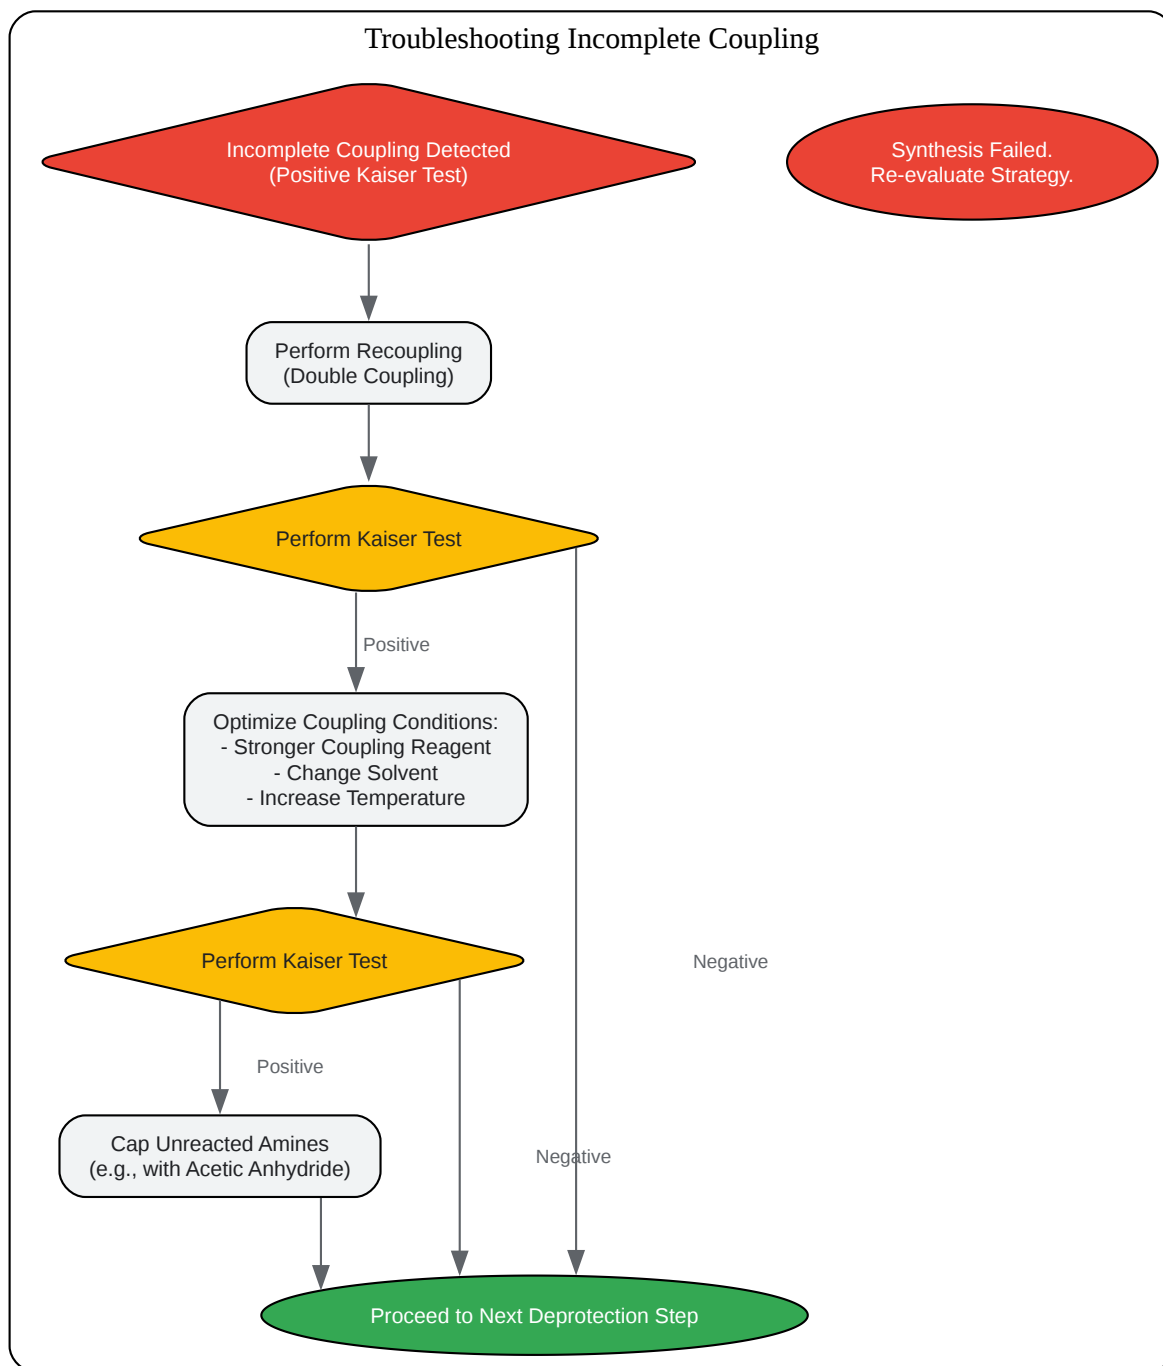 Troubleshooting Incomplete Coupling
Incomplete Coupling Detected
(Positive Kaiser Test)
Synthesis Failed.
Re-evaluate Strategy.
Perform Recoupling
(Double Coupling)
Perform Kaiser Test
Positive
Optimize Coupling Conditions:
- Stronger Coupling Reagent
- Change Solvent
- Increase Temperature
Perform Kaiser Test
Negative
Positive
Cap Unreacted Amines
(e.g., with Acetic Anhydride)
Negative
Proceed to Next Deprotection Step